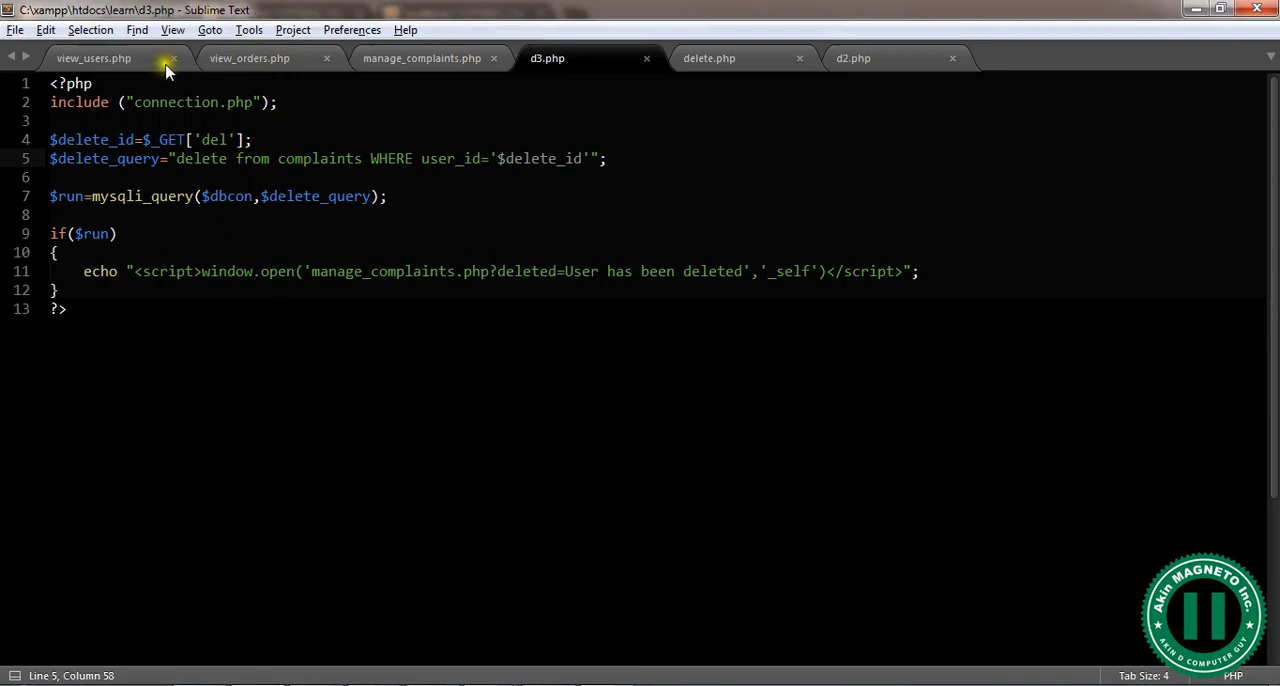 C:\xampp\htdocs\learn\d3.php - Sublime Text
File Edit Selection Find View Goto Tools Project Preferences Help
view_users.php view_orders.php manage_complaints.php d3.php delete.php d2.php
1 <?php
2 include ("connection.php");
3
4 $delete_id=$_GET['del'];
5 $delete_query="delete from complaints WHERE user_id='$delete_id'";
6
7 $run=mysqli_query($dbcon,$delete_query);
8
9 if($run)
10 {
11     echo "<script>window.open('manage_complaints.php?deleted=User has been deleted','_self')</script>";
12 }
13 ?>
Akin MAGNETO Inc.
AKIN D COMPUTER GUY
Line 5, Column 58 Tab Size: 4 PHP